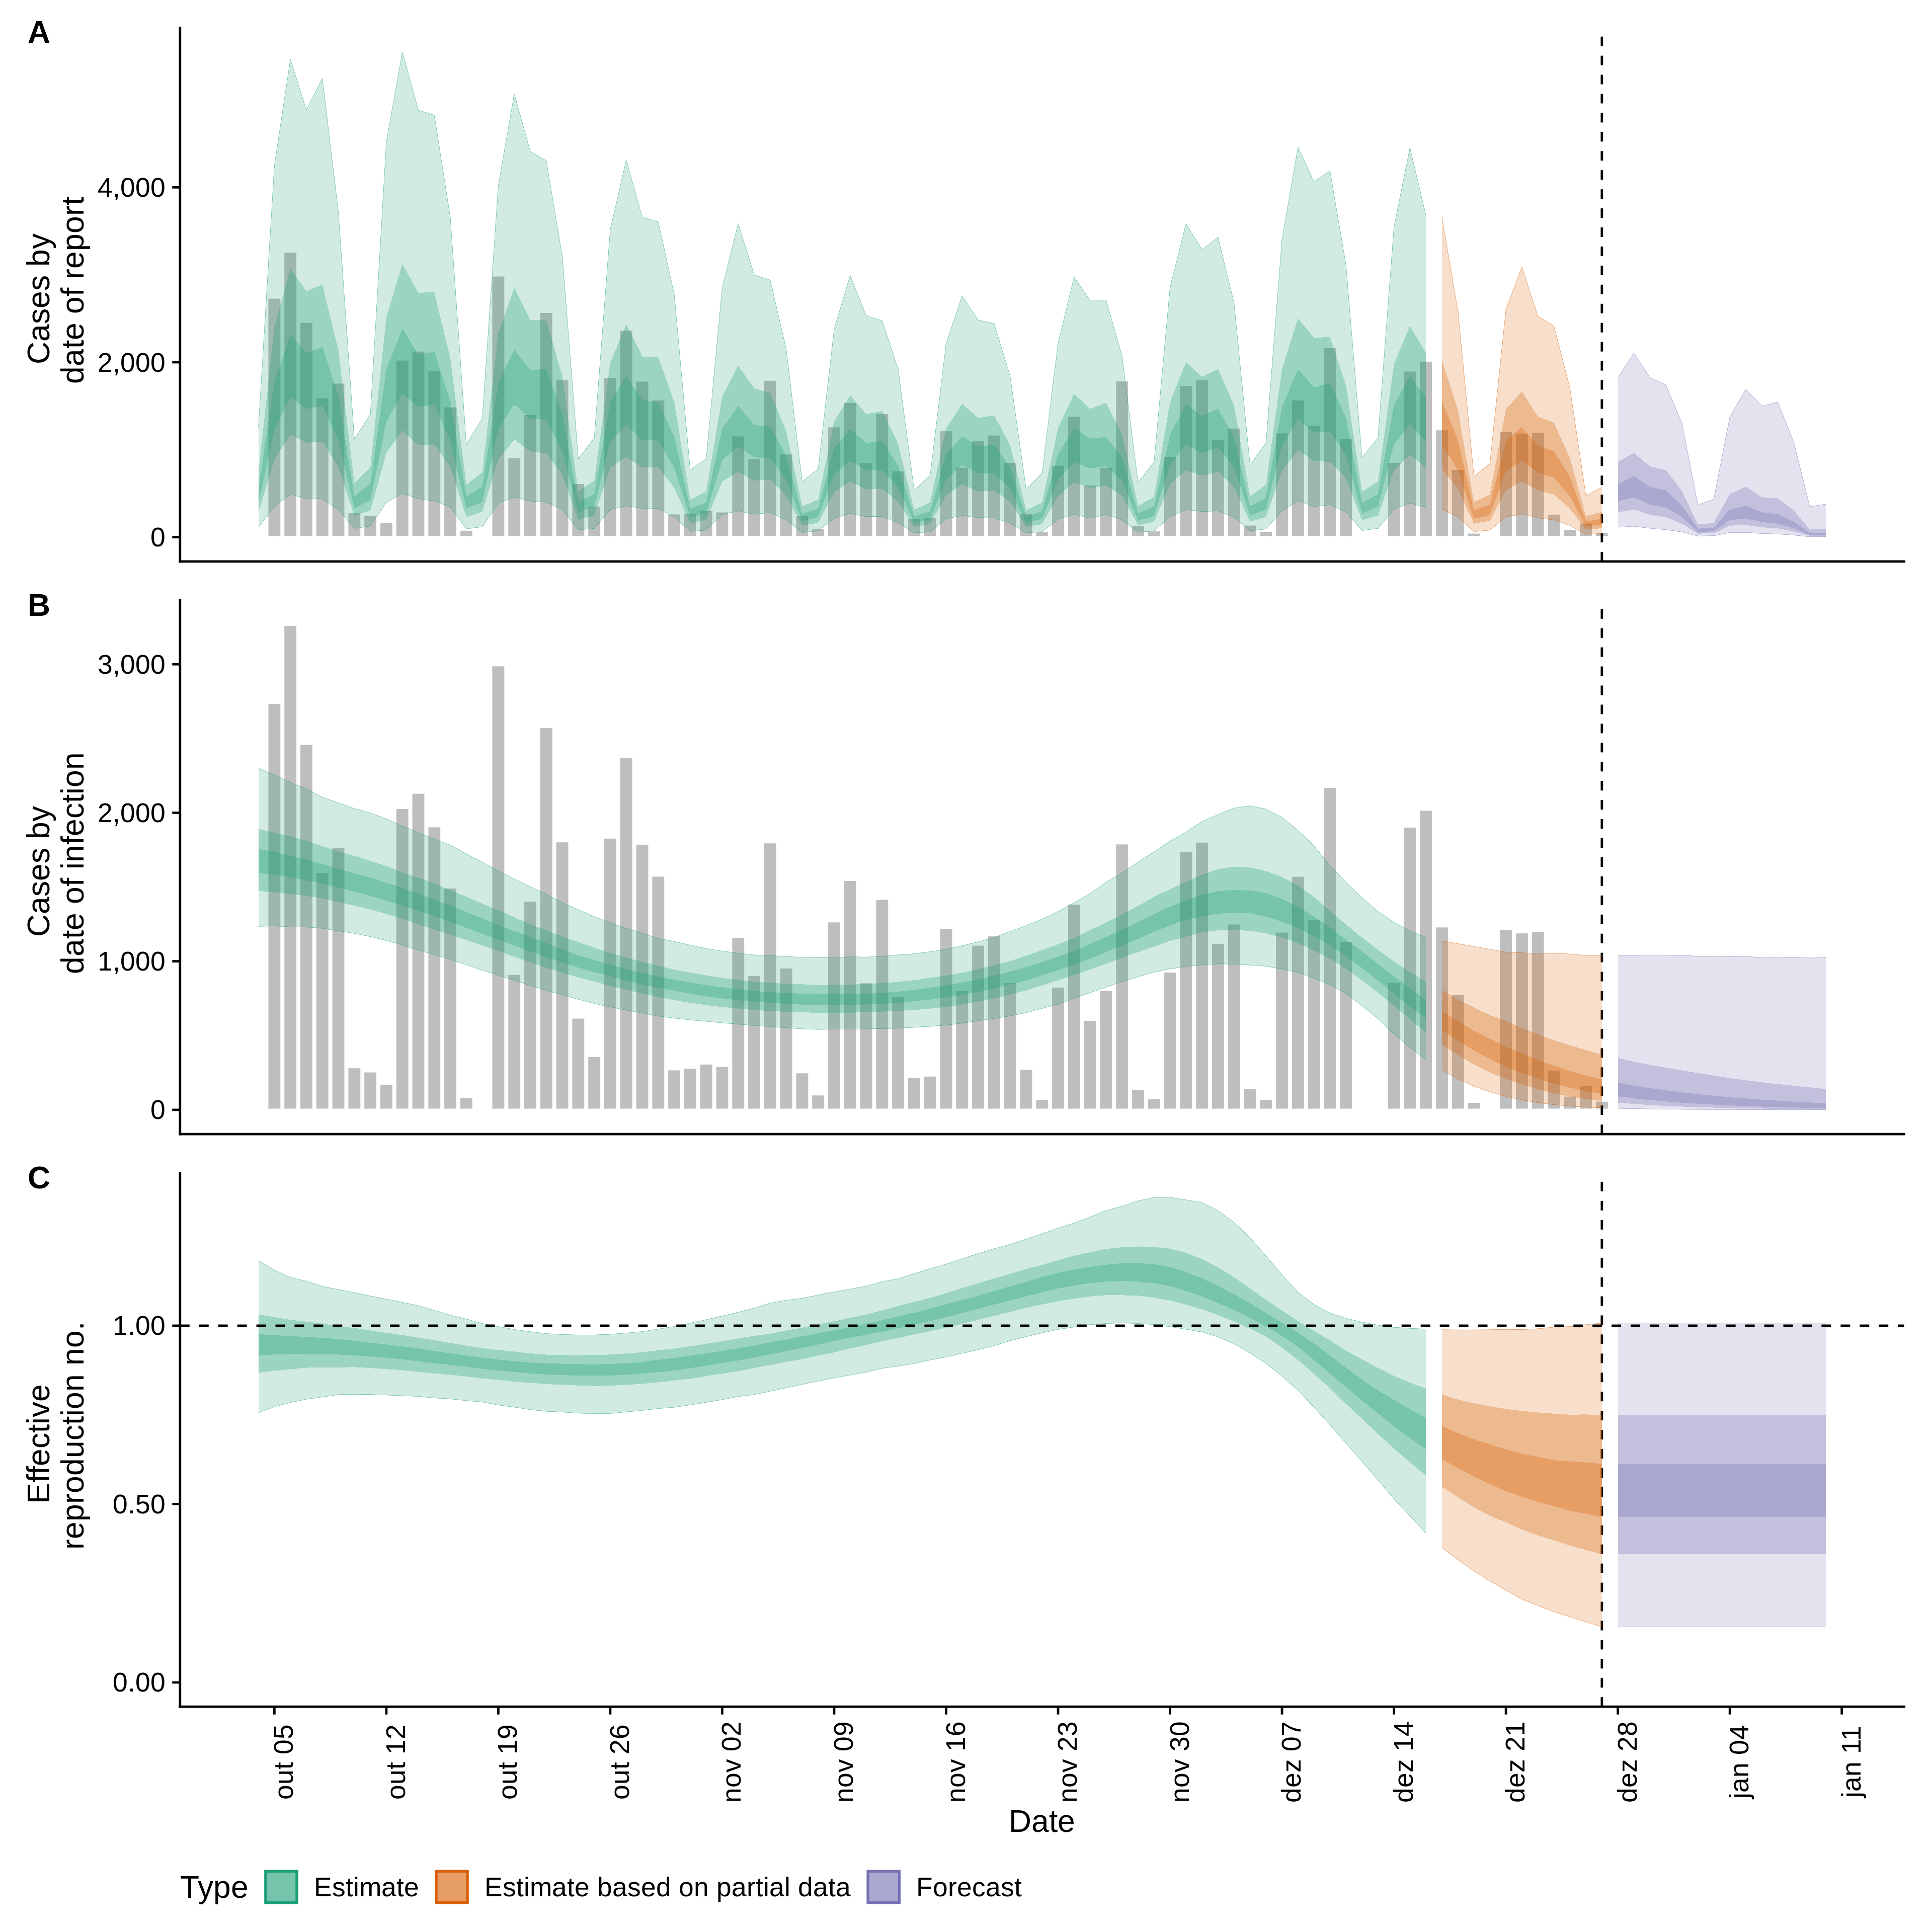 A
Cases by
date of report
4,000
2,000
0
B
Cases by
date of infection
3,000
2,000
1,000
0
C
Effective
reproduction no.
1.00
0.50
0.00
out 05
out 12
out 19
out 26
nov 02
nov 09
nov 16
nov 23
nov 30
dez 07
dez 14
dez 21
dez 28
jan 04
jan 11
Date
Type
Estimate
Estimate based on partial data
Forecast